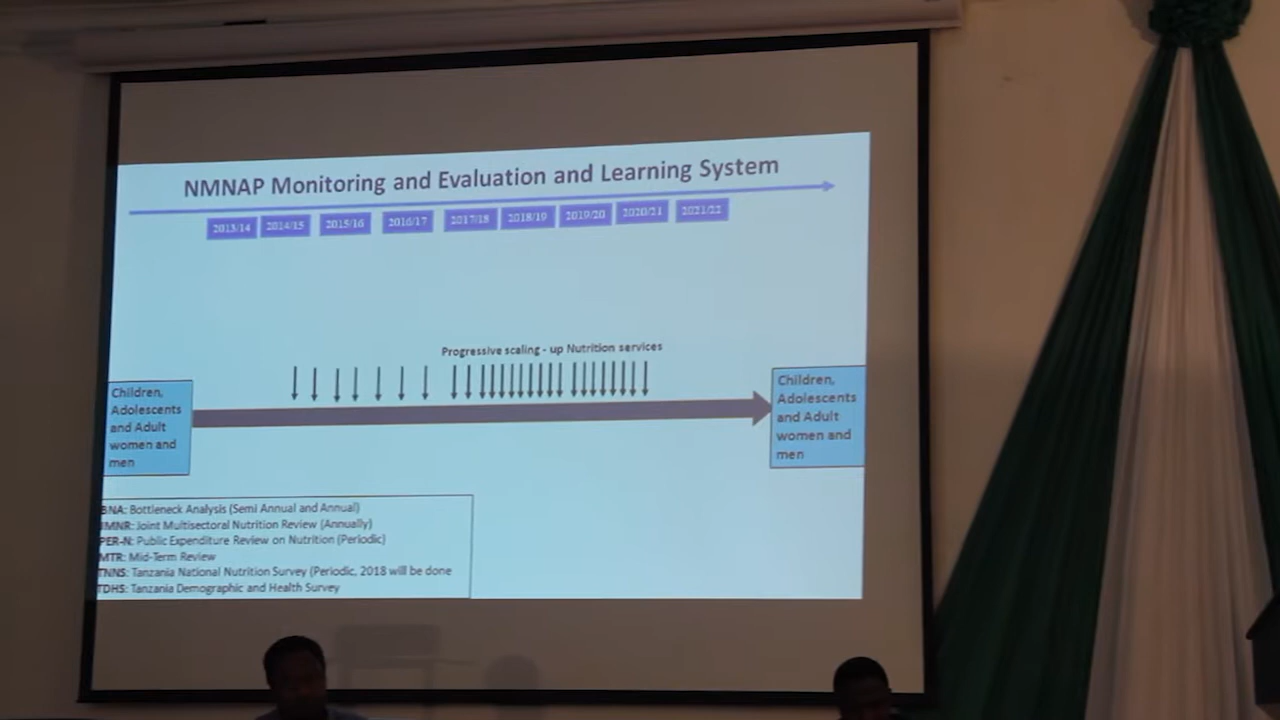 NMNAP Monitoring and Evaluation and Learning System
2013/14 2014/15 2015/16 2016/17 2017/18 2018/19 2019/20 2020/21 2021/22
Progressive scaling - up Nutrition services
Children,
Adolescents
and Adult
women and
men
Children,
Adolescents
and Adult
women and
men
BNA: Bottleneck Analysis (Semi Annual and Annual)
JMNR: Joint Multisectoral Nutrition Review (Annually)
PER-N: Public Expenditure Review on Nutrition (Periodic)
MTR: Mid-Term Review
TNNS: Tanzania National Nutrition Survey (Periodic, 2018 will be done
TDHS: Tanzania Demographic and Health Survey